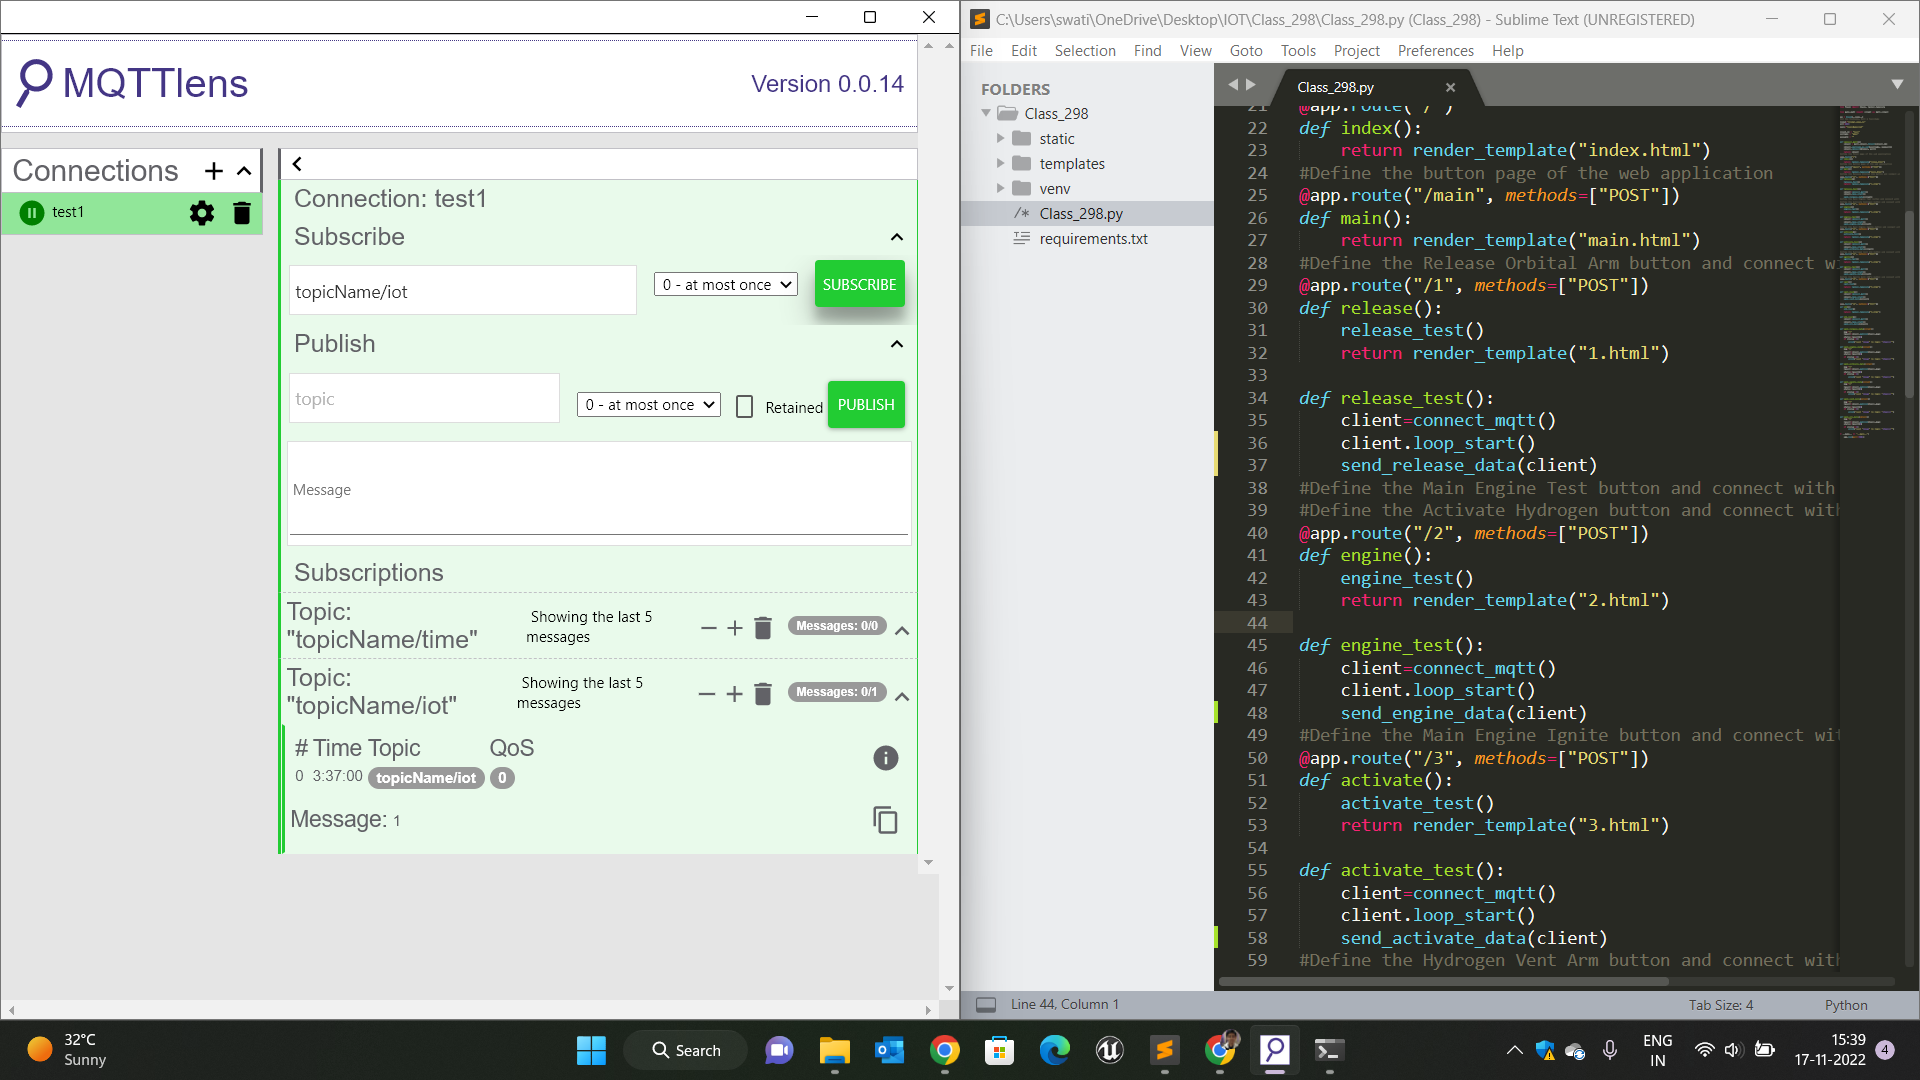 MQTTlens
Version 0.0.14
Connections
test1
Connection: test1
Subscribe
topicName/iot
0 - at most once
SUBSCRIBE
Publish
topic
0 - at most once
Retained
PUBLISH
Message
Subscriptions
Topic:
"topicName/time"
Showing the last 5
messages
Messages: 0/0
Topic:
"topicName/iot"
Showing the last 5
messages
Messages: 0/1
# Time Topic QoS
0 3:37:00 topicName/iot 0
Message: 1
C:\Users\swati\OneDrive\Desktop\IOT\Class_298\Class_298.py (Class_298) - Sublime Text (UNREGISTERED)
File Edit Selection Find View Goto Tools Project Preferences Help
FOLDERS
Class_298
static
templates
venv
Class_298.py
requirements.txt
Class_298.py
21 @app.route("/")
22 def index():
23 return render_template("index.html")
24 #Define the button page of the web application
25 @app.route("/main", methods=["POST"])
26 def main():
27 return render_template("main.html")
28 #Define the Release Orbital Arm button and connect w
29 @app.route("/1", methods=["POST"])
30 def release():
31 release_test()
32 return render_template("1.html")
33
34 def release_test():
35 client=connect_mqtt()
36 client.loop_start()
37 send_release_data(client)
38 #Define the Main Engine Test button and connect with
39 #Define the Activate Hydrogen button and connect wit
40 @app.route("/2", methods=["POST"])
41 def engine():
42 engine_test()
43 return render_template("2.html")
44
45 def engine_test():
46 client=connect_mqtt()
47 client.loop_start()
48 send_engine_data(client)
49 #Define the Main Engine Ignite button and connect wi
50 @app.route("/3", methods=["POST"])
51 def activate():
52 activate_test()
53 return render_template("3.html")
54
55 def activate_test():
56 client=connect_mqtt()
57 client.loop_start()
58 send_activate_data(client)
59 #Define the Hydrogen Vent Arm button and connect wit
Line 44, Column 1
Tab Size: 4
Python
32°C
Sunny
Search
ENG
IN
15:39
17-11-2022
4